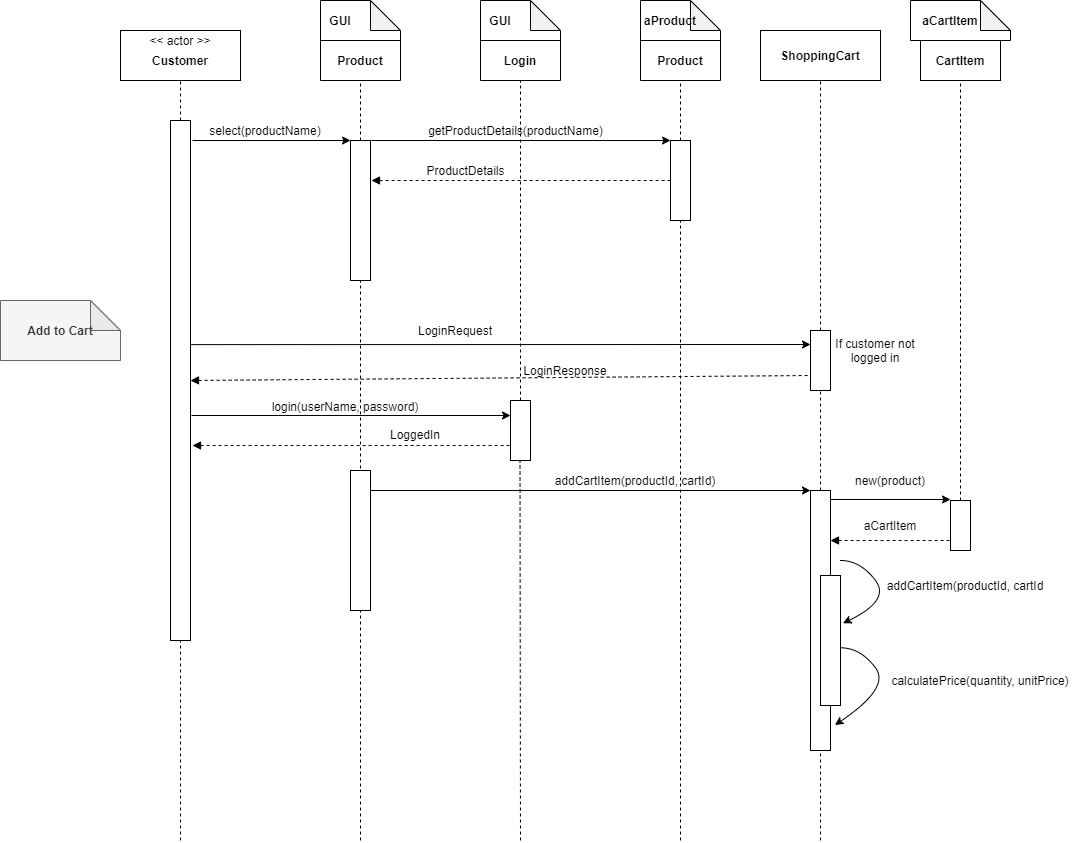 GUI
GUI
aProduct
aCartItem
<< actor >>
Customer
Product
Login
Product
ShoppingCart
CartItem
select(productName)
getProductDetails(productName)
ProductDetails
Add to Cart
LoginRequest
If customer not
logged in
LoginResponse
login(userName, password)
LoggedIn
addCartItem(productId, cartId)
new(product)
aCartItem
addCartItem(productId, cartId
calculatePrice(quantity, unitPrice)